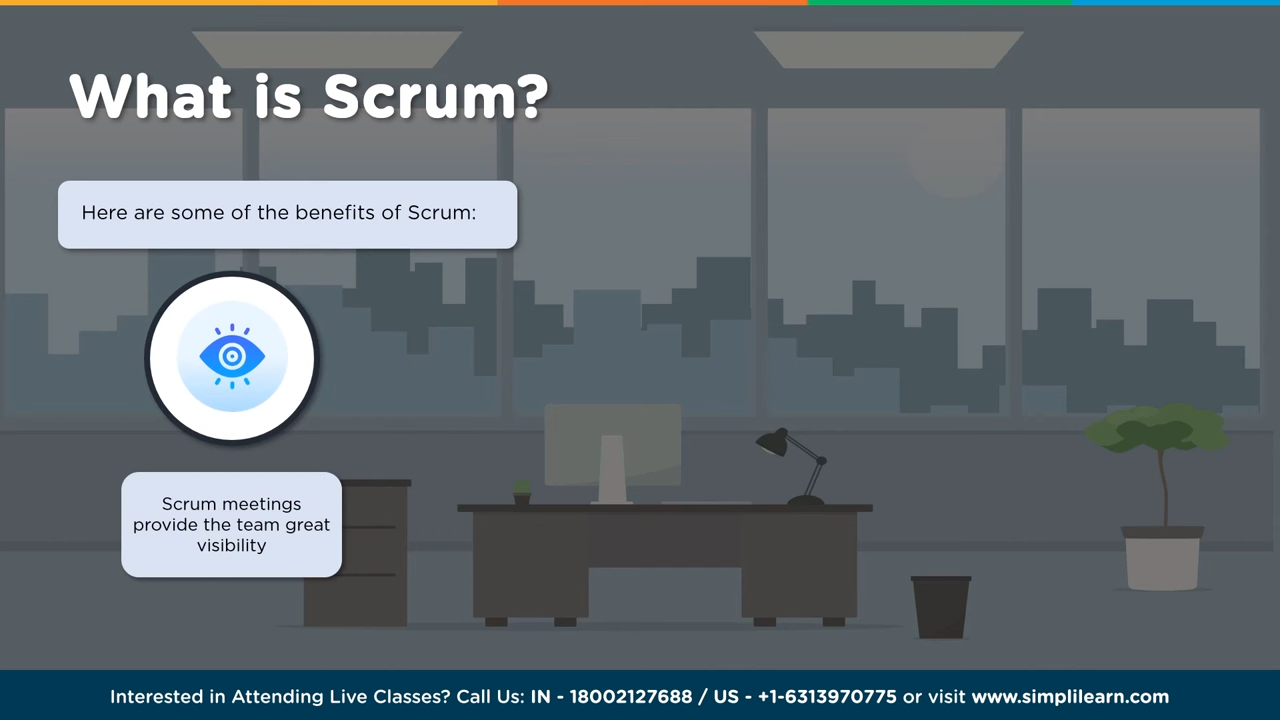 What is Scrum?
Here are some of the benefits of Scrum:
Scrum meetings
provide the team great
visibility
Interested in Attending Live Classes? Call Us: IN - 18002127688 / US - +1-6313970775 or visit www.simplilearn.com